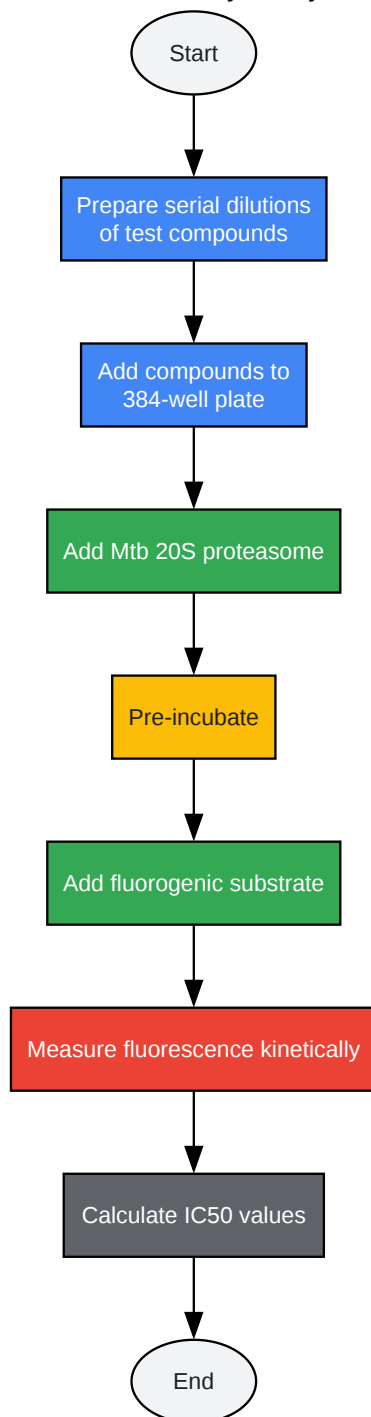 Start
Prepare serial dilutions
of test compounds
Add compounds to
384-well plate
Add Mtb 20S proteasome
Pre-incubate
Add fluorogenic substrate
Measure fluorescence kinetically
Calculate IC50 values
End